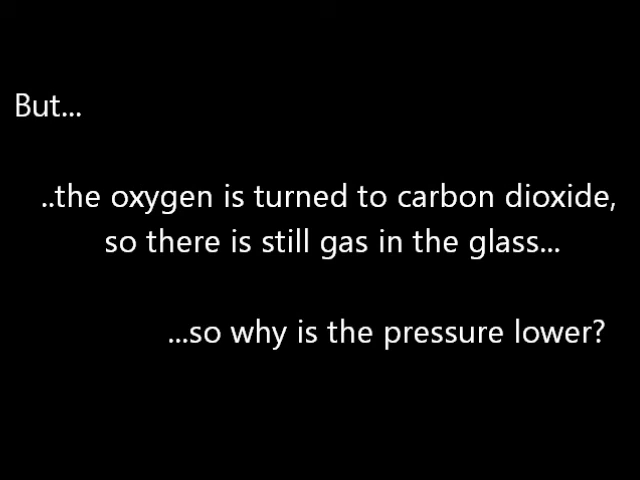 But...
..the oxygen is turned to carbon dioxide,
so there is still gas in the glass...
...so why is the pressure lower?